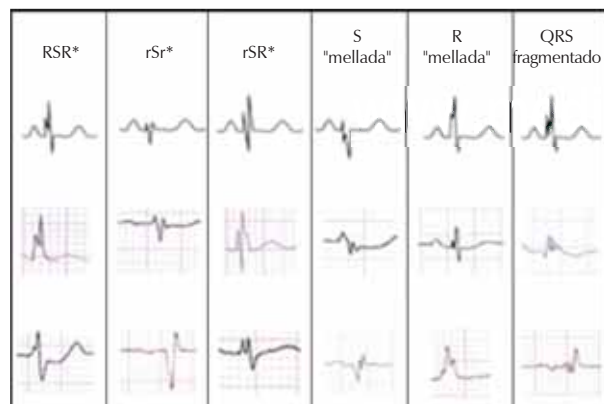 RSR*
rSr*
rSR*
S
"mellada"
R
"mellada"
QRS
fragmentado